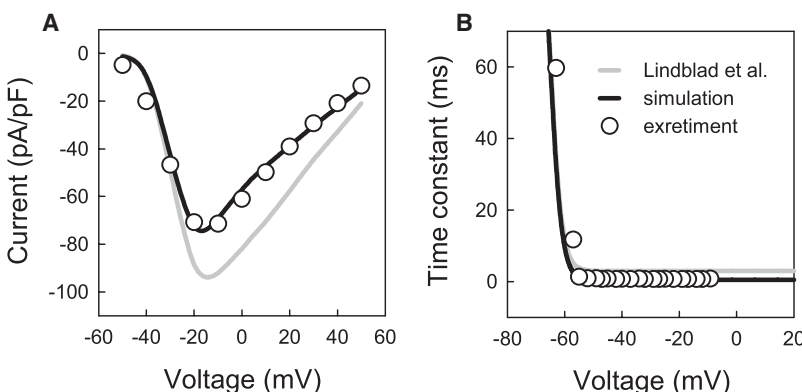 A
B
0
-20
-40
-60
-80
-100
Current (pA/pF)
-60 -40 -20 0 20 40 60
Voltage (mV)
60
40
20
0
Time constant (ms)
Lindblad et al.
simulation
exretiment
-80 -60 -40 -20 0 20
Voltage (mV)